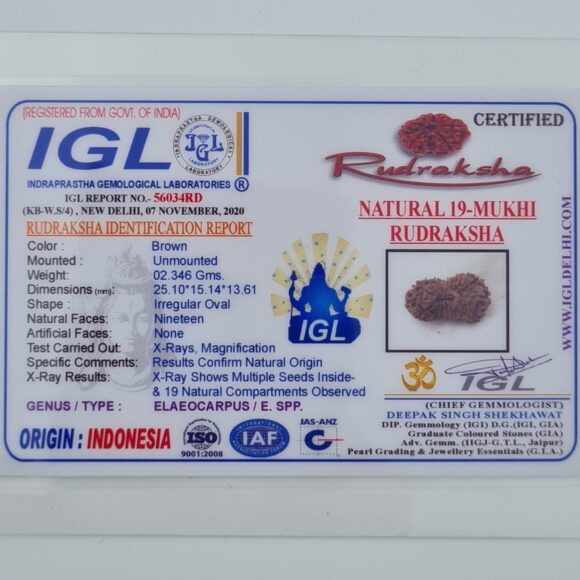 (REGISTERED FROM GOVT. OF INDIA)
IGL
INDRAPRASTHA GEMOLOGICAL LABORATORY
IGL
INDRAPRASTHA GEMOLOGICAL LABORATORIES ®
IGL REPORT NO.- 56034RD
(KB-W.S/4) , NEW DELHI, 07 NOVEMBER, 2020
RUDRAKSHA IDENTIFICATION REPORT
Color : Brown
Mounted : Unmounted
Weight: 02.346 Gms.
Dimensions (mm): 25.10*15.14*13.61
Shape : Irregular Oval
Natural Faces: Nineteen
Artificial Faces: None
Test Carried Out: X-Rays, Magnification
Specific Comments: Results Confirm Natural Origin
X-Ray Results: X-Ray Shows Multiple Seeds Inside-
& 19 Natural Compartments Observed
GENUS / TYPE : ELAEOCARPUS / E. SPP.
ORIGIN : INDONESIA
ISO
9001:2008
IAF
JAS-ANZ
IGL
CERTIFIED
Rudraksha
NATURAL 19-MUKHI
RUDRAKSHA
WWW.IGLDELHI.COM
ॐ
IGL
(CHIEF GEMMOLOGIST)
DEEPAK SINGH SHEKHAWAT
DIP. Gemmology (IGI) D.G.(IGI, GIA)
Graduate Coloured Stones (GIA)
Adv. Gemm. (IIGJ-G.T.L., Jaipur)
Pearl Grading & Jewellery Essentials (G.I.A.)